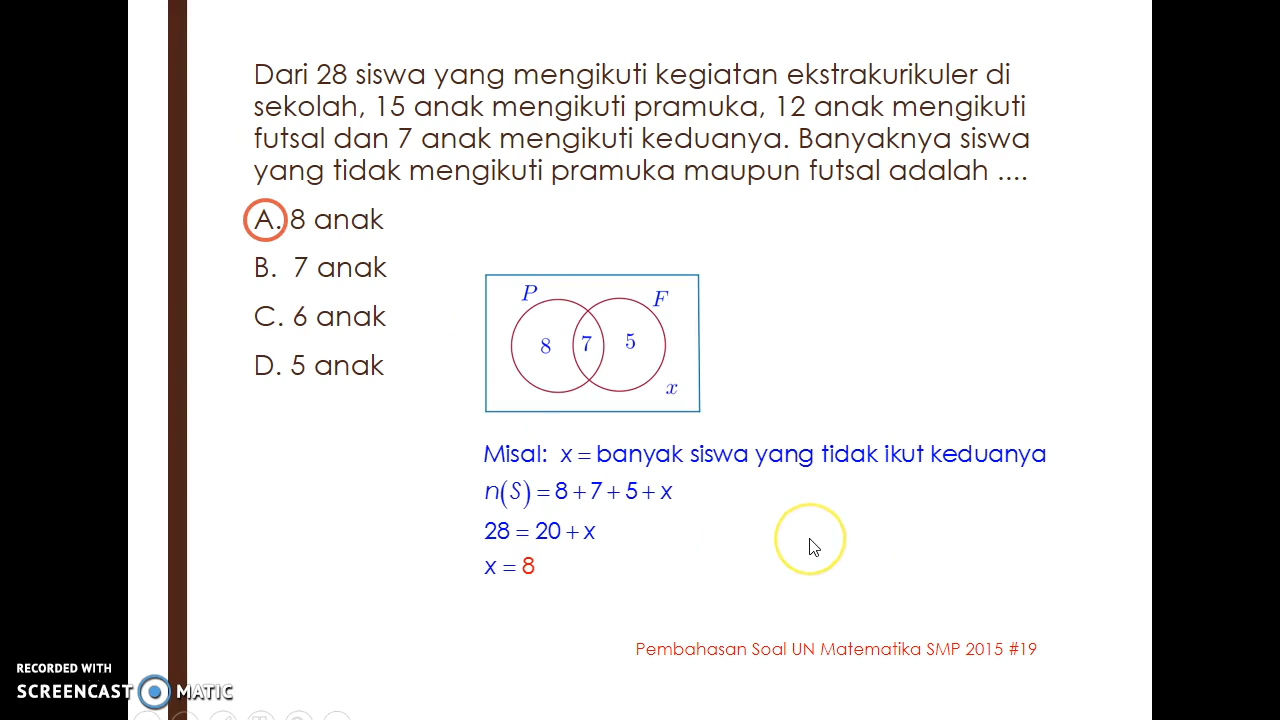 Dari 28 siswa yang mengikuti kegiatan ekstrakurikuler di
sekolah, 15 anak mengikuti pramuka, 12 anak mengikuti
futsal dan 7 anak mengikuti keduanya. Banyaknya siswa
yang tidak mengikuti pramuka maupun futsal adalah ....
A. 8 anak
B. 7 anak
C. 6 anak
D. 5 anak
P
F
8 7 5
x
Misal: x = banyak siswa yang tidak ikut keduanya
n(S) = 8 + 7 + 5 + x
28 = 20 + x
x = 8
Pembahasan Soal UN Matematika SMP 2015 #19
RECORDED WITH
SCREENCAST MATIC